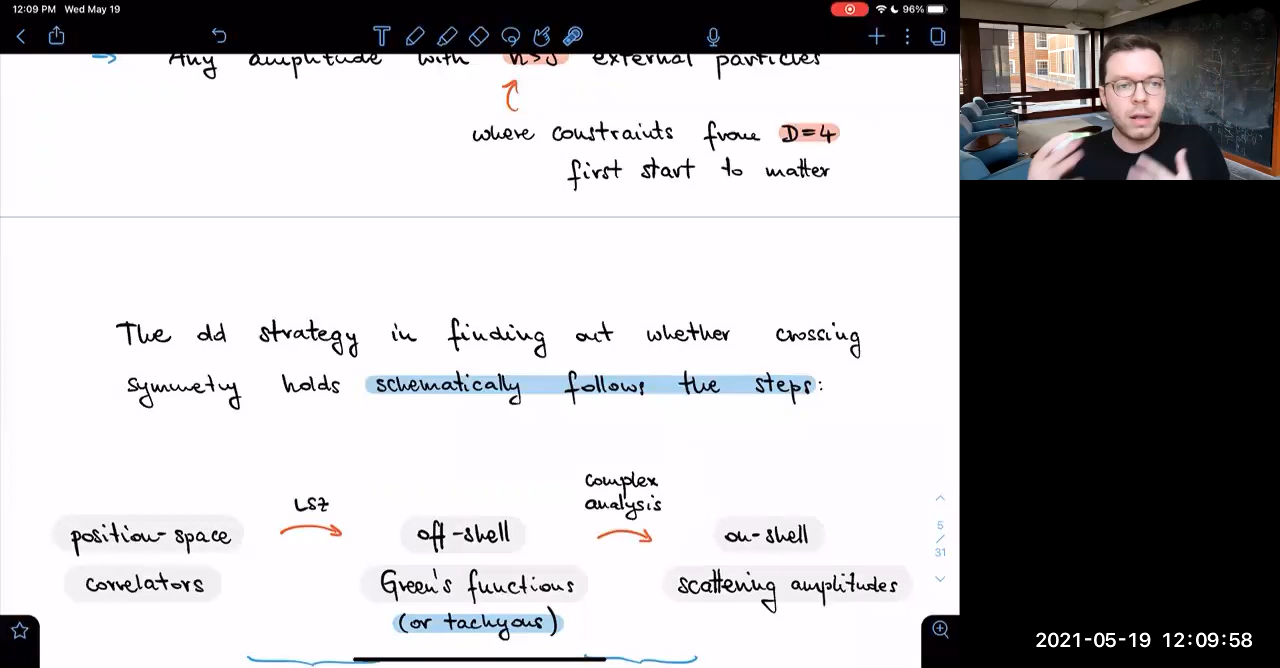 12:09 PM Wed May 19
96%
Any amplitude with n>5 external particles
where constraints from D=4
first start to matter
The old strategy in finding out whether crossing
symmetry holds schematically follows the steps:
complex
analysis
LSZ
position-space
off-shell
on-shell
correlators
Green's functions
scattering amplitudes
(or tachyons)
5
/
31
2021-05-19 12:09:58